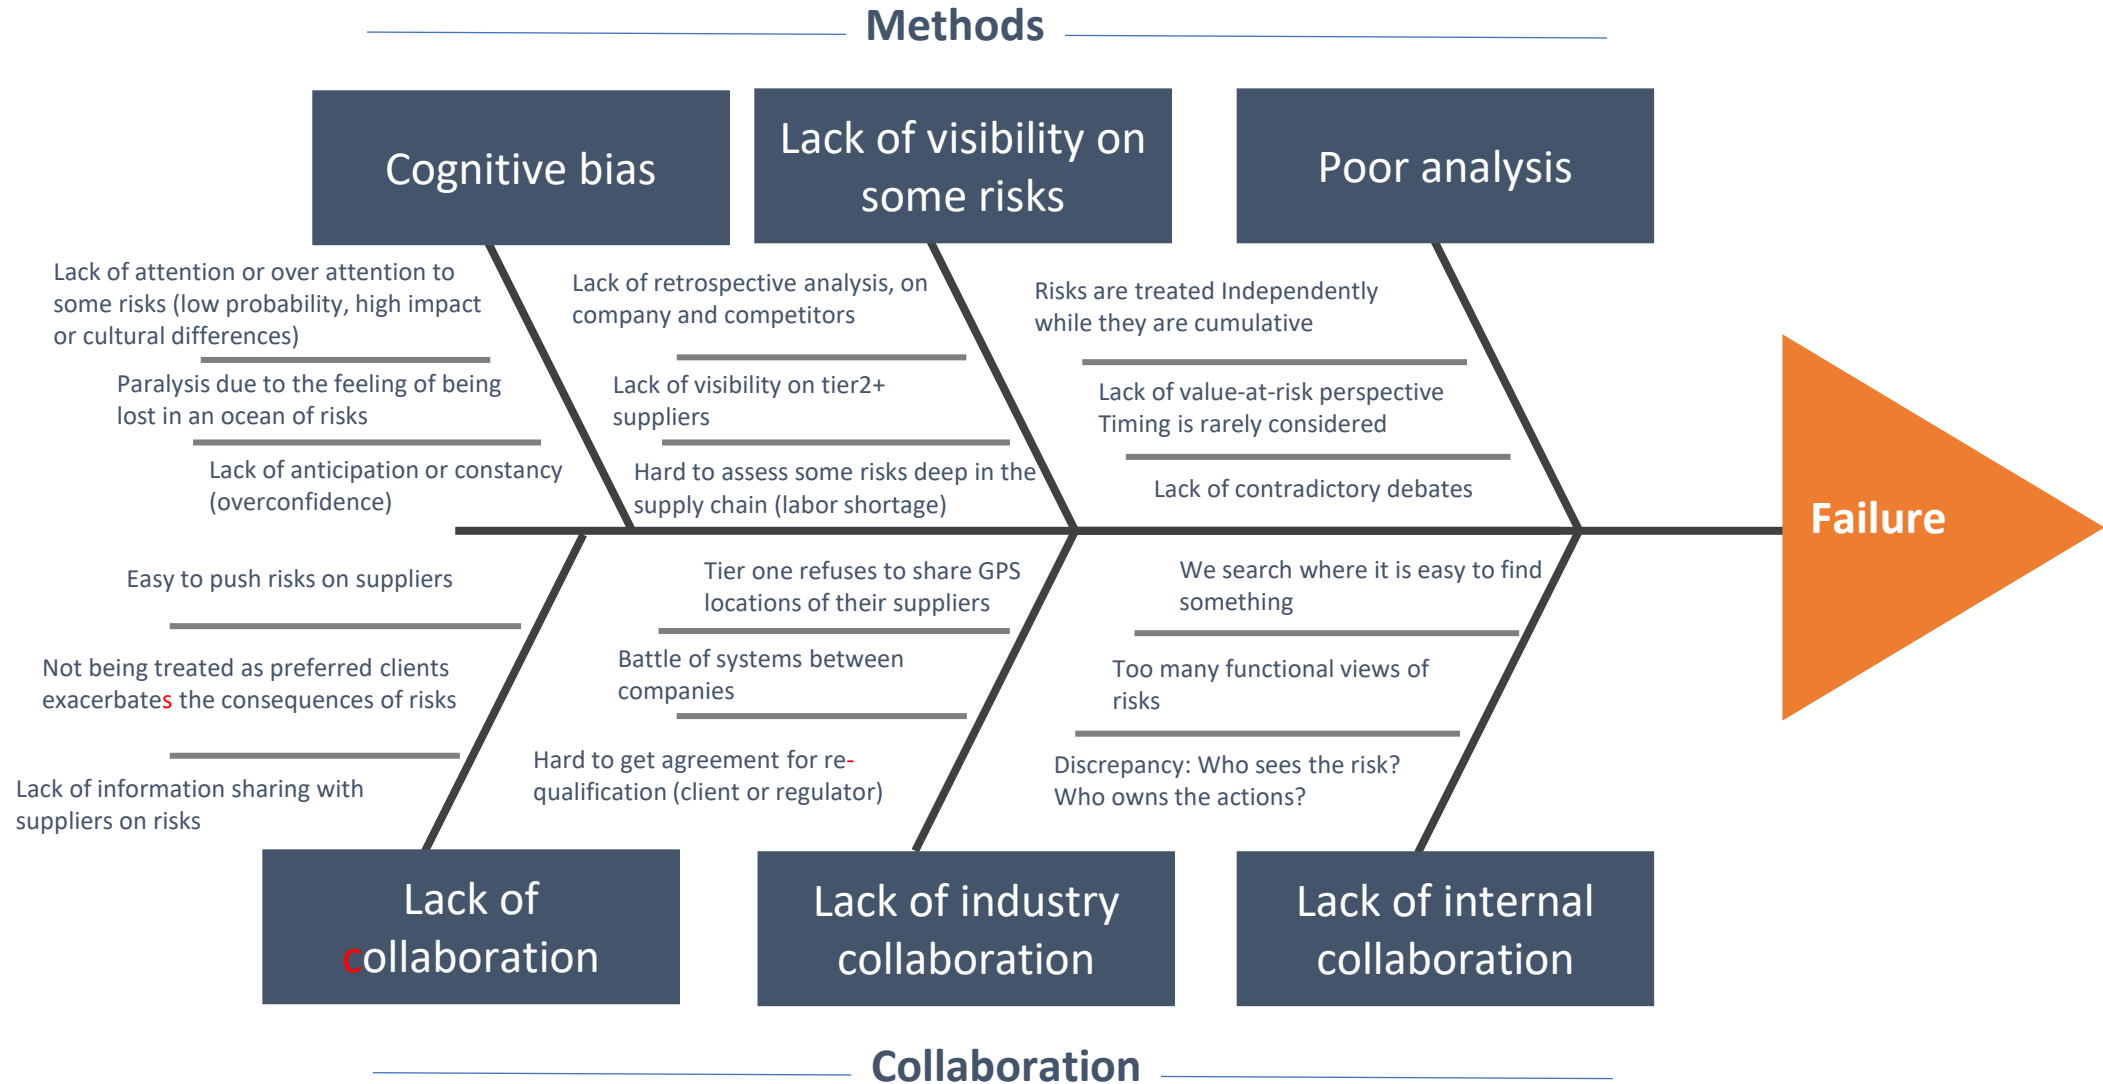 Methods
Cognitive bias
Lack of visibility on
some risks
Poor analysis
Lack of attention or over attention to
some risks (low probability, high impact
or cultural differences)
Paralysis due to the feeling of being
lost in an ocean of risks
Lack of anticipation or constancy
(overconfidence)
Lack of retrospective analysis, on
company and competitors
Lack of visibility on tier2+
suppliers
Hard to assess some risks deep in the
supply chain (labor shortage)
Risks are treated Independently
while they are cumulative
Lack of value-at-risk perspective
Timing is rarely considered
Lack of contradictory debates
Failure
Easy to push risks on suppliers
Not being treated as preferred clients
exacerbates the consequences of risks
Lack of information sharing with
suppliers on risks
Tier one refuses to share GPS
locations of their suppliers
Battle of systems between
companies
Hard to get agreement for re-
qualification (client or regulator)
We search where it is easy to find
something
Too many functional views of
risks
Discrepancy: Who sees the risk?
Who owns the actions?
Lack of
collaboration
Lack of industry
collaboration
Lack of internal
collaboration
Collaboration